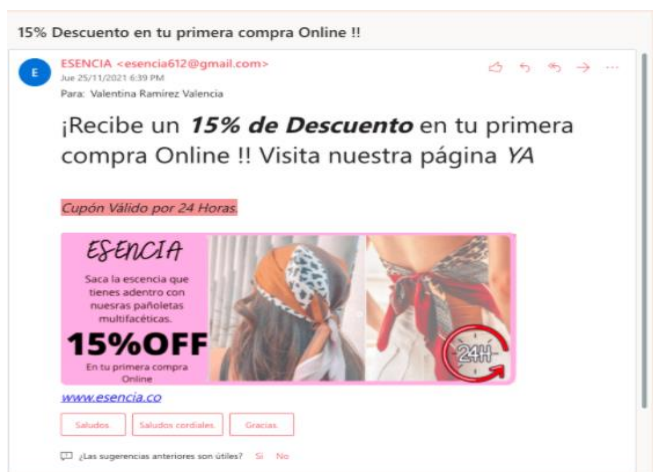 15% Descuento en tu primera compra Online !!
E
ESENCIA <esencia612@gmail.com>
Jue 25/11/2021 6:39 PM
Para: Valentina Ramírez Valencia
¡Recibe un 15% de Descuento en tu primera
compra Online !! Visita nuestra página YA
Cupón Válido por 24 Horas.
ESENCIA
Saca la escencia que
tienes adentro con
nuesras pañoletas
multifacéticas.
15%OFF
En tu primera compra
Online
24H
www.esencia.co
Saludos. Saludos cordiales. Gracias.
¿Las sugerencias anteriores son útiles? Sí No